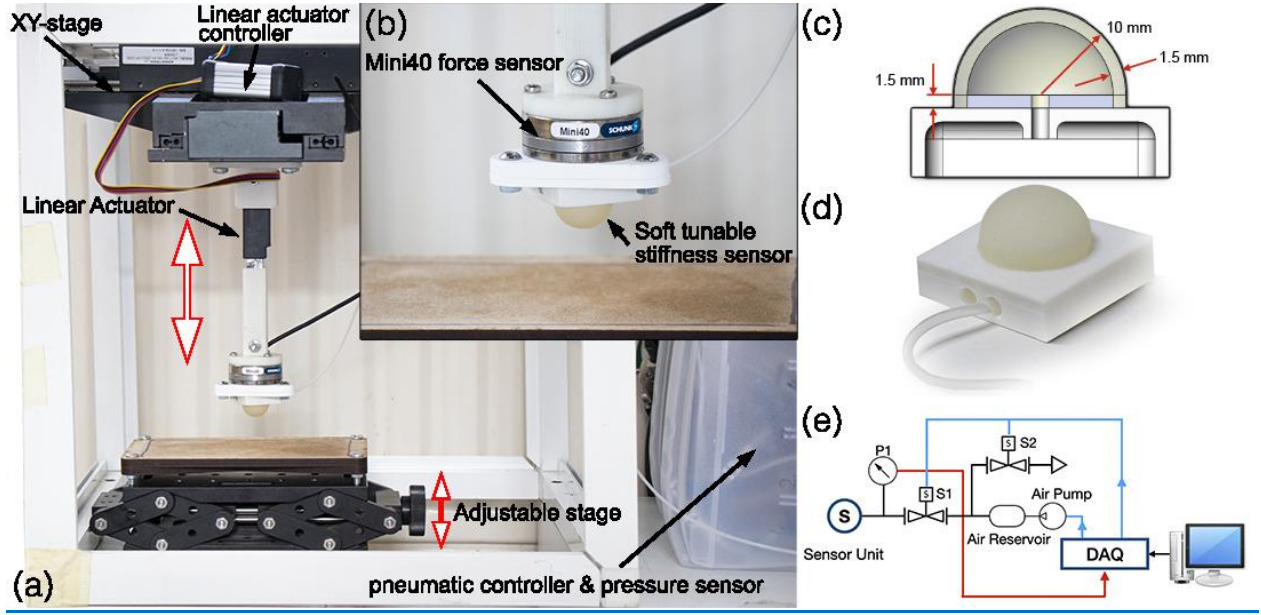 XY-stage
Linear actuator
controller
Linear Actuator
Adjustable stage
pneumatic controller & pressure sensor
(a)
(b)
Mini40 force sensor
Mini40
SCHUNK
Soft tunable
stiffness sensor
(c)
10 mm
1.5 mm
1.5 mm
(d)
(e)
P1
S
S2
S
S1
Air Pump
S
Air Reservoir
Sensor Unit
DAQ